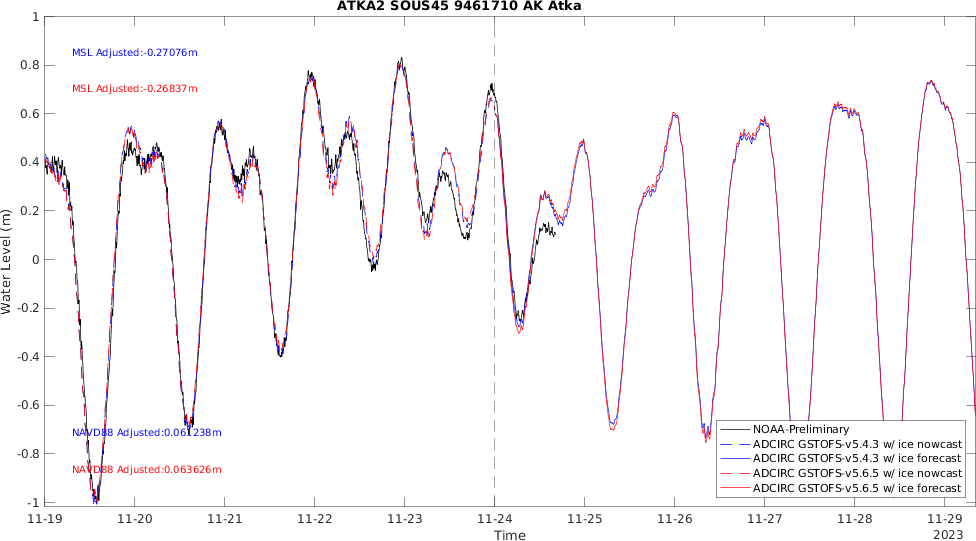 ATKA2 SOUS45 9461710 AK Atka
1
0.8
0.6
0.4
0.2
0
-0.2
-0.4
-0.6
-0.8
-1
Water Level (m)
MSL Adjusted:-0.27076m
MSL Adjusted:-0.26837m
NAVD88 Adjusted:0.061238m
NAVD88 Adjusted:0.063626m
NOAA-Preliminary
ADCIRC GSTOFS-v5.4.3 w/ ice nowcast
ADCIRC GSTOFS-v5.4.3 w/ ice forecast
ADCIRC GSTOFS-v5.6.5 w/ ice nowcast
ADCIRC GSTOFS-v5.6.5 w/ ice forecast
11-19 11-20 11-21 11-22 11-23 11-24 11-25 11-26 11-27 11-28 11-29
2023
Time